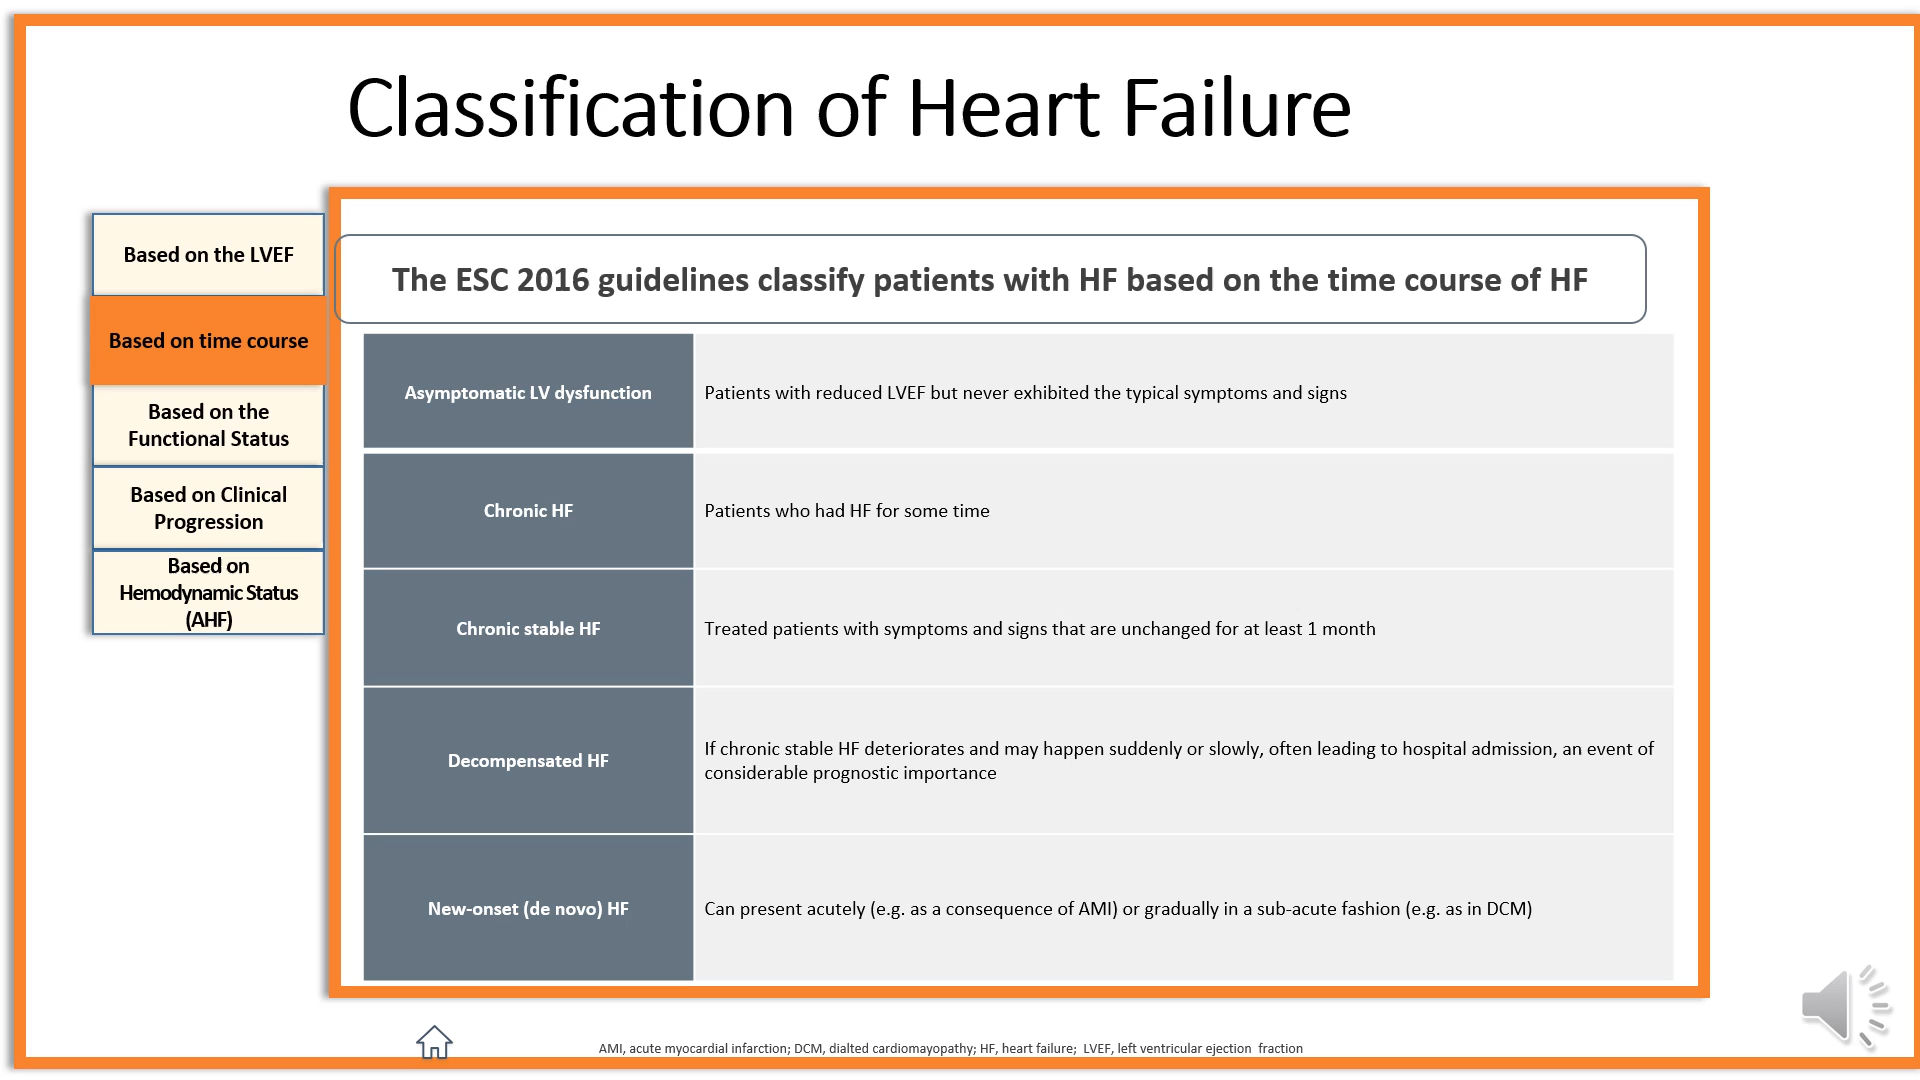 Classification of Heart Failure
Based on the LVEF
Based on time course
Based on the
Functional Status
Based on Clinical
Progression
Based on
Hemodynamic Status
(AHF)
The ESC 2016 guidelines classify patients with HF based on the time course of HF
Asymptomatic LV dysfunction
Patients with reduced LVEF but never exhibited the typical symptoms and signs
Chronic HF
Patients who had HF for some time
Chronic stable HF
Treated patients with symptoms and signs that are unchanged for at least 1 month
Decompensated HF
If chronic stable HF deteriorates and may happen suddenly or slowly, often leading to hospital admission, an event of
considerable prognostic importance
New-onset (de novo) HF
Can present acutely (e.g. as a consequence of AMI) or gradually in a sub-acute fashion (e.g. as in DCM)
AMI, acute myocardial infarction; DCM, dialted cardiomayopathy; HF, heart failure; LVEF, left ventricular ejection fraction